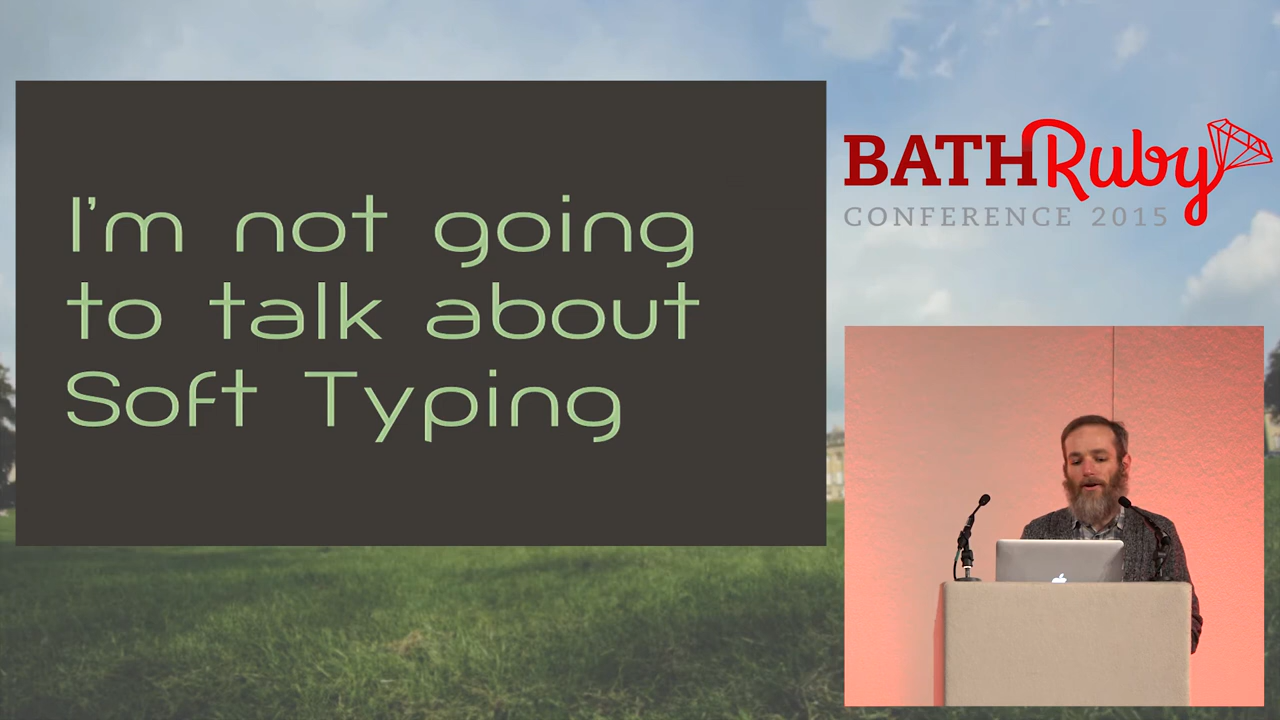 I'm not going
to talk about
Soft Typing
BATHRuby
CONFERENCE 2015